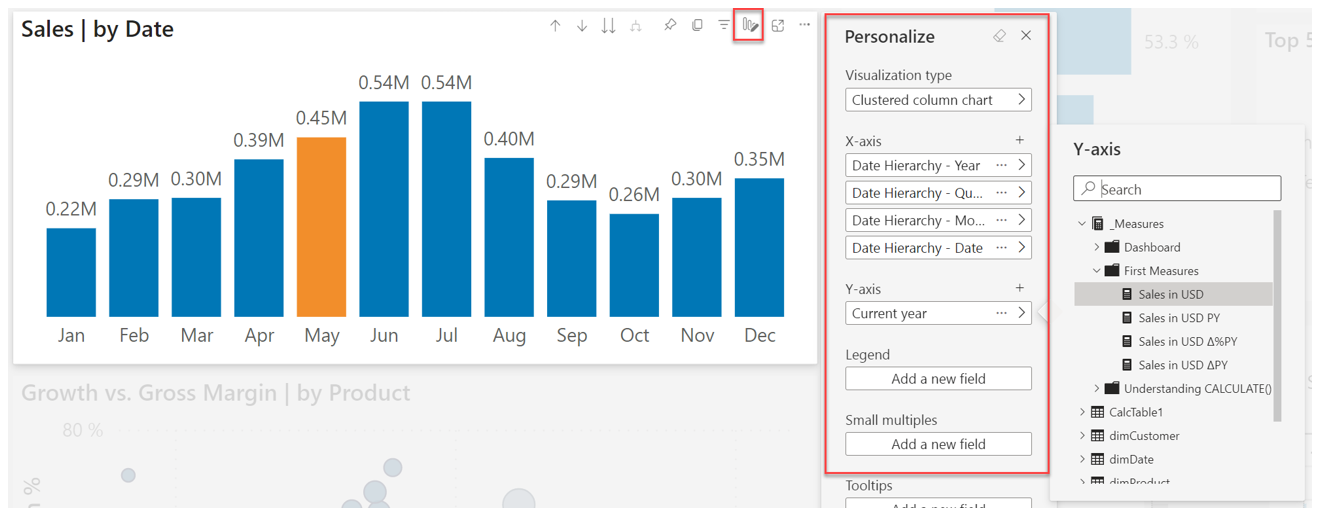 Sales | by Date
0.22M
0.29M
0.30M
0.39M
0.45M
0.54M
0.54M
0.40M
0.29M
0.26M
0.30M
0.35M
Jan
Feb
Mar
Apr
May
Jun
Jul
Aug
Sep
Oct
Nov
Dec
Growth vs. Gross Margin | by Product
80 %
Personalize
Visualization type
Clustered column chart
X-axis
Date Hierarchy - Year
Date Hierarchy - Qu...
Date Hierarchy - Mo...
Date Hierarchy - Date
Y-axis
Current year
Legend
Add a new field
Small multiples
Add a new field
Tooltips
Add a new field
53.3 %
Top 5
Y-axis
Search
_Measures
Dashboard
First Measures
Sales in USD
Sales in USD PY
Sales in USD Δ%PY
Sales in USD ΔPY
Understanding CALCULATE()
CalcTable1
dimCustomer
dimDate
dimProduct